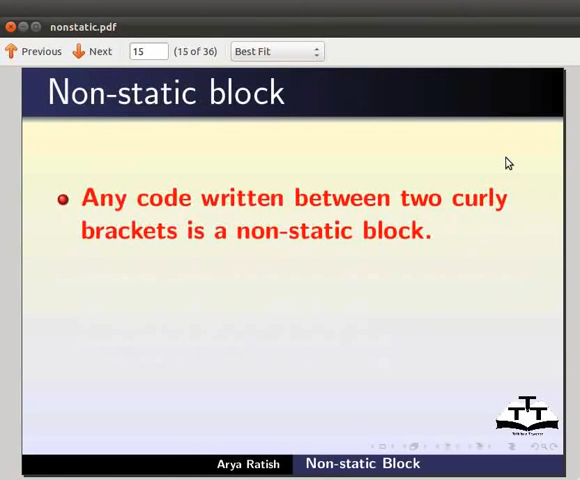 nonstatic.pdf
Previous Next 15 (15 of 36) Best Fit
Non-static block
Any code written between two curly
brackets is a non-static block.
Arya Ratish Non-static Block